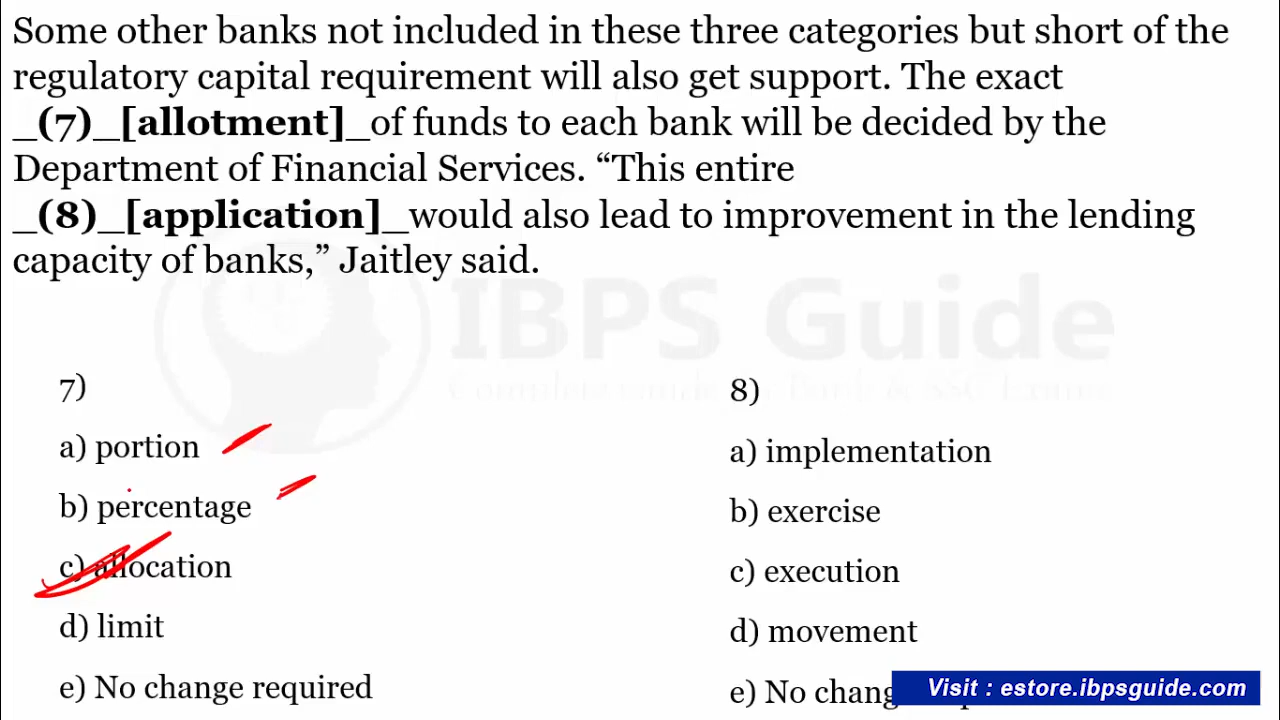 Some other banks not included in these three categories but short of the
regulatory capital requirement will also get support. The exact
_(7)_[allotment]_of funds to each bank will be decided by the
Department of Financial Services. “This entire
_(8)_[application]_would also lead to improvement in the lending
capacity of banks,” Jaitley said.
IBPS Guide
7)
a) portion
b) percentage
c) allocation
d) limit
e) No change required
8)
a) implementation
b) exercise
c) execution
d) movement
e) No chang
Visit : estore.ibpsguide.com